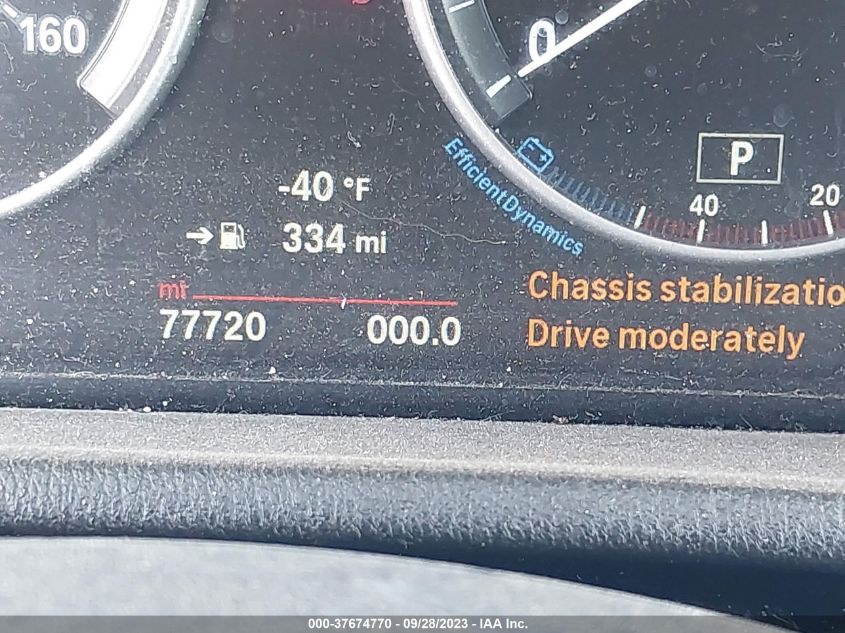 160
0
P
EfficientDynamics
40
20
-40 °F
→ 334 mi
mi
77720 000.0
Chassis stabilizatio
Drive moderately
000-37674770 - 09/28/2023 - IAA Inc.